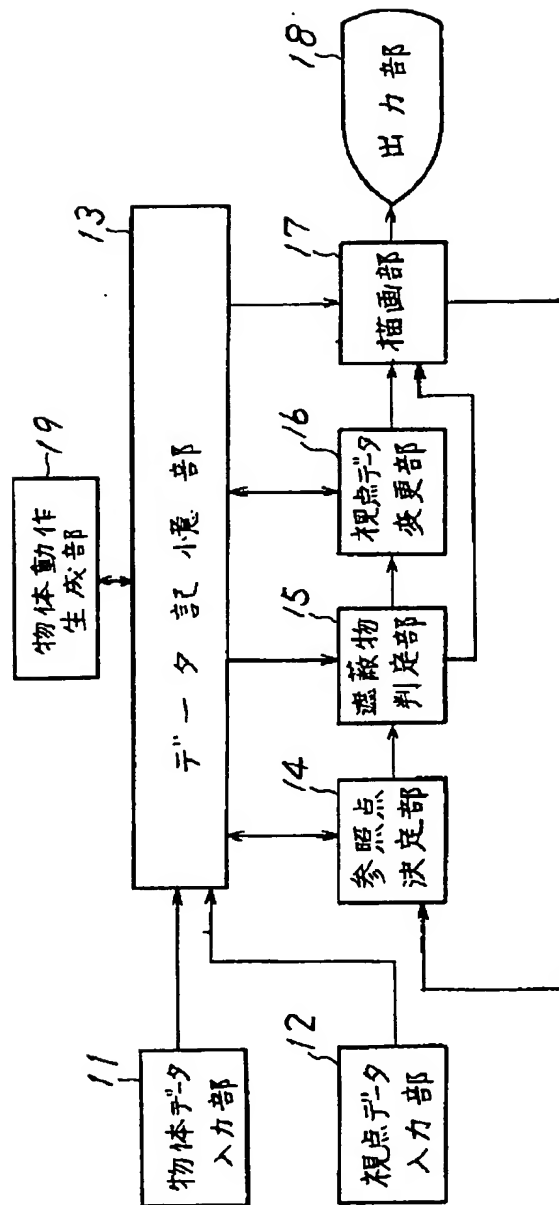 19
物体動作
生成部
13
データ記憶部
11
物体データ
入力部
12
視点データ
入力部
14
参照点
決定部
15
遮蔽物
判定部
16
視点データ
変更部
17
描画部
18
出力部